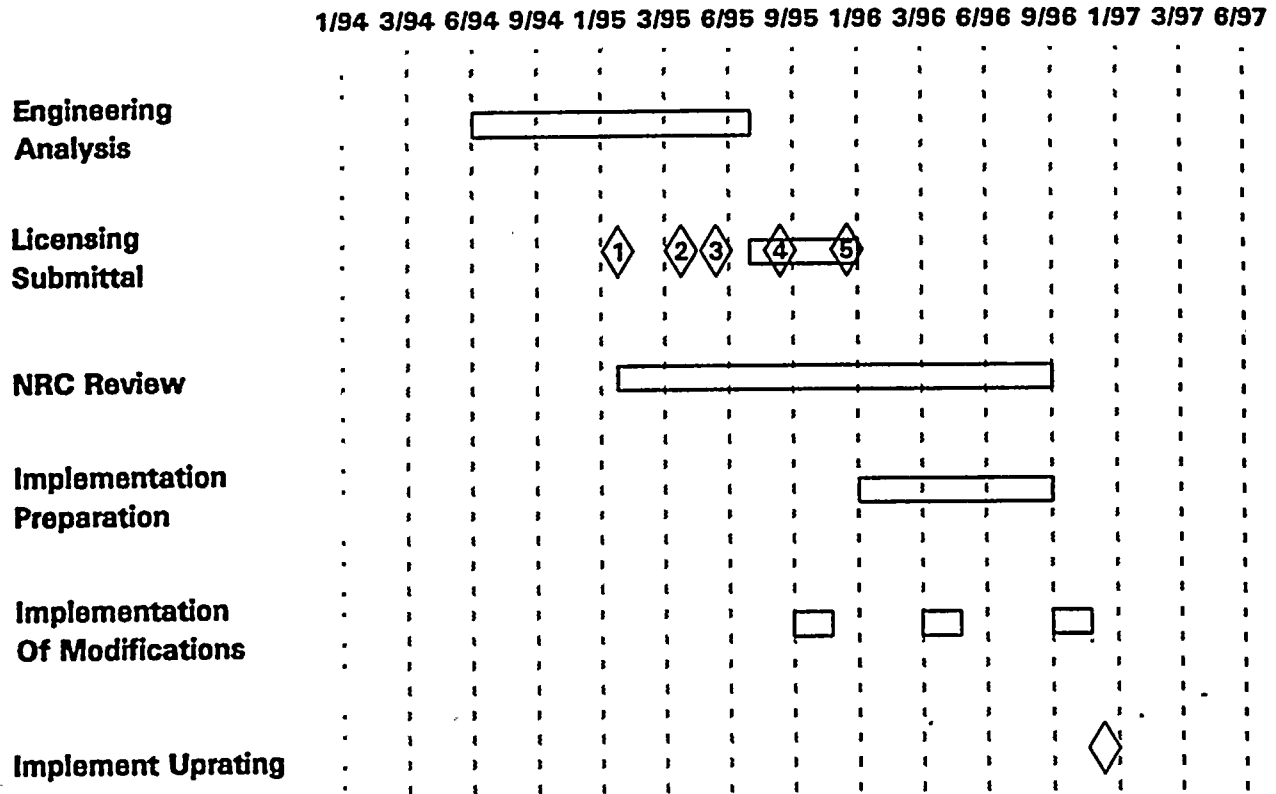 1/94 3/94 6/94 9/94 1/95 3/95 6/95 9/95 1/96 3/96 6/96 9/96 1/97 3/97 6/97
Engineering
Analysis
Licensing
Submittal
1 2 3 4 5
NRC Review
Implementation
Preparation
Implementation
Of Modifications
Implement Uprating